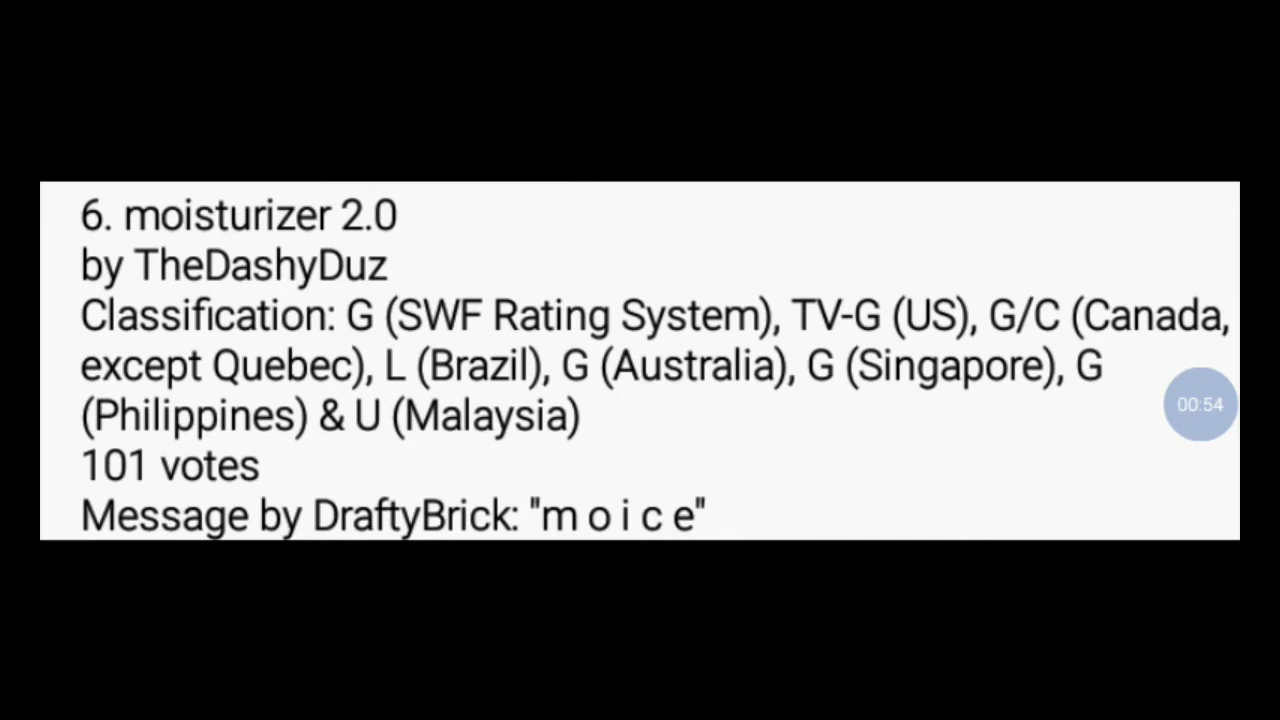 6. moisturizer 2.0
by TheDashyDuz
Classification: G (SWF Rating System), TV-G (US), G/C (Canada,
except Quebec), L (Brazil), G (Australia), G (Singapore), G
(Philippines) & U (Malaysia)
00:54
101 votes
Message by DraftyBrick: "m o i c e"